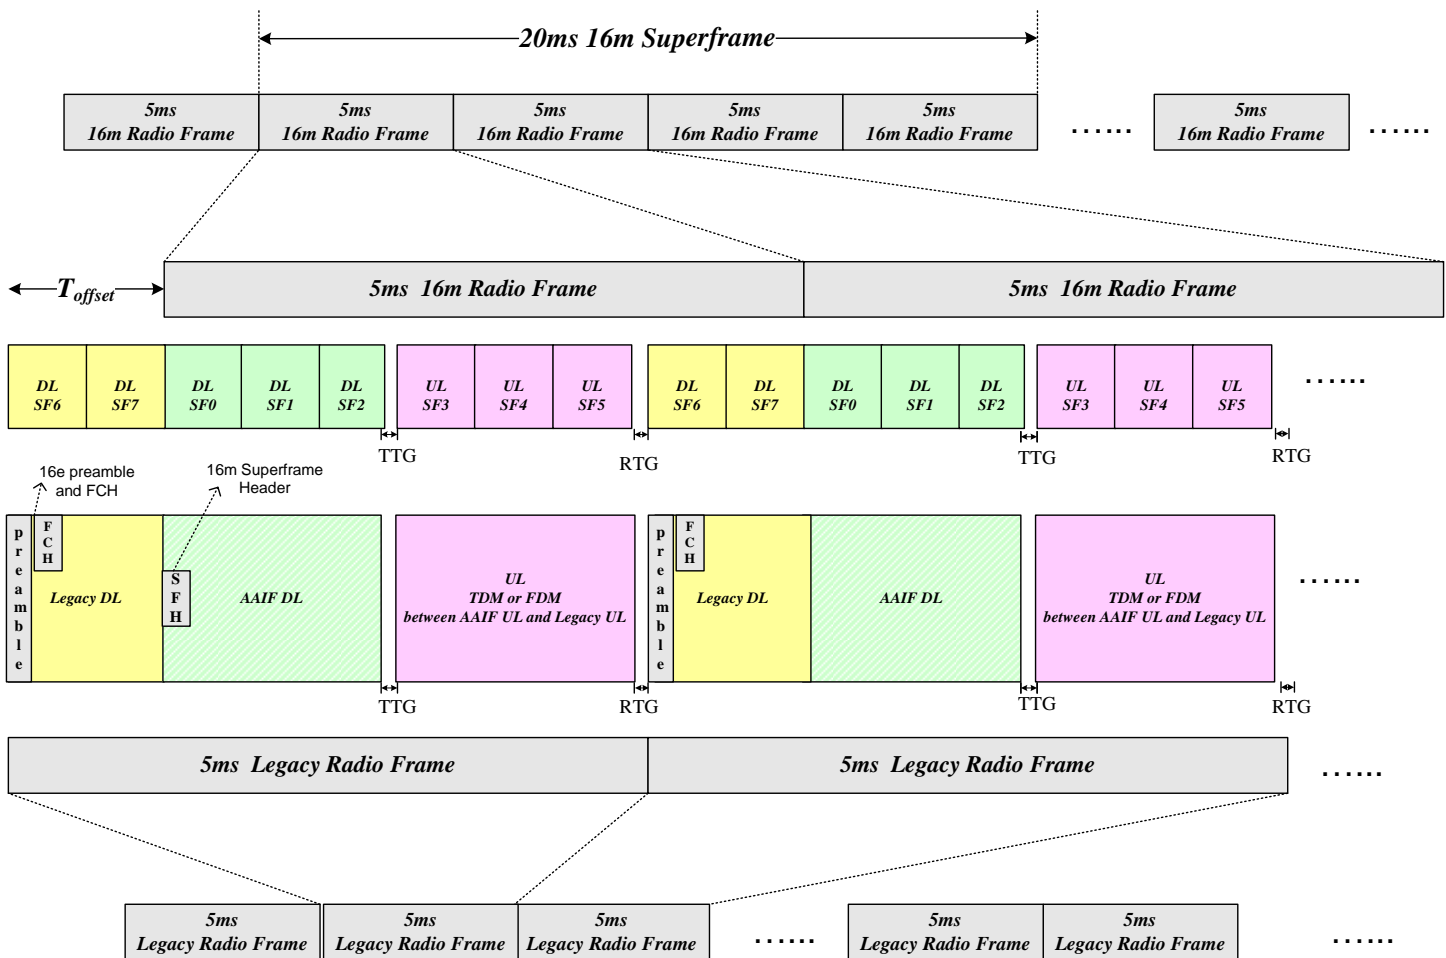 20ms 16m Superframe
5ms
16m Radio Frame
5ms
16m Radio Frame
5ms
16m Radio Frame
5ms
16m Radio Frame
5ms
16m Radio Frame
......
5ms
16m Radio Frame
......
Toffset
5ms 16m Radio Frame
5ms 16m Radio Frame
DL
SF6
DL
SF7
DL
SF0
DL
SF1
DL
SF2
UL
SF3
UL
SF4
UL
SF5
DL
SF6
DL
SF7
DL
SF0
DL
SF1
DL
SF2
UL
SF3
UL
SF4
UL
SF5
......
TTG
RTG
TTG
RTG
16e preamble
and FCH
16m Superframe
Header
preamble
FCH
Legacy DL
SFH
AAIF DL
UL
TDM or FDM
between AAIF UL and Legacy UL
preamble
FCH
Legacy DL
AAIF DL
UL
TDM or FDM
between AAIF UL and Legacy UL
......
TTG
RTG
TTG
RTG
5ms Legacy Radio Frame
5ms Legacy Radio Frame
......
5ms
Legacy Radio Frame
5ms
Legacy Radio Frame
5ms
Legacy Radio Frame
......
5ms
Legacy Radio Frame
5ms
Legacy Radio Frame
......